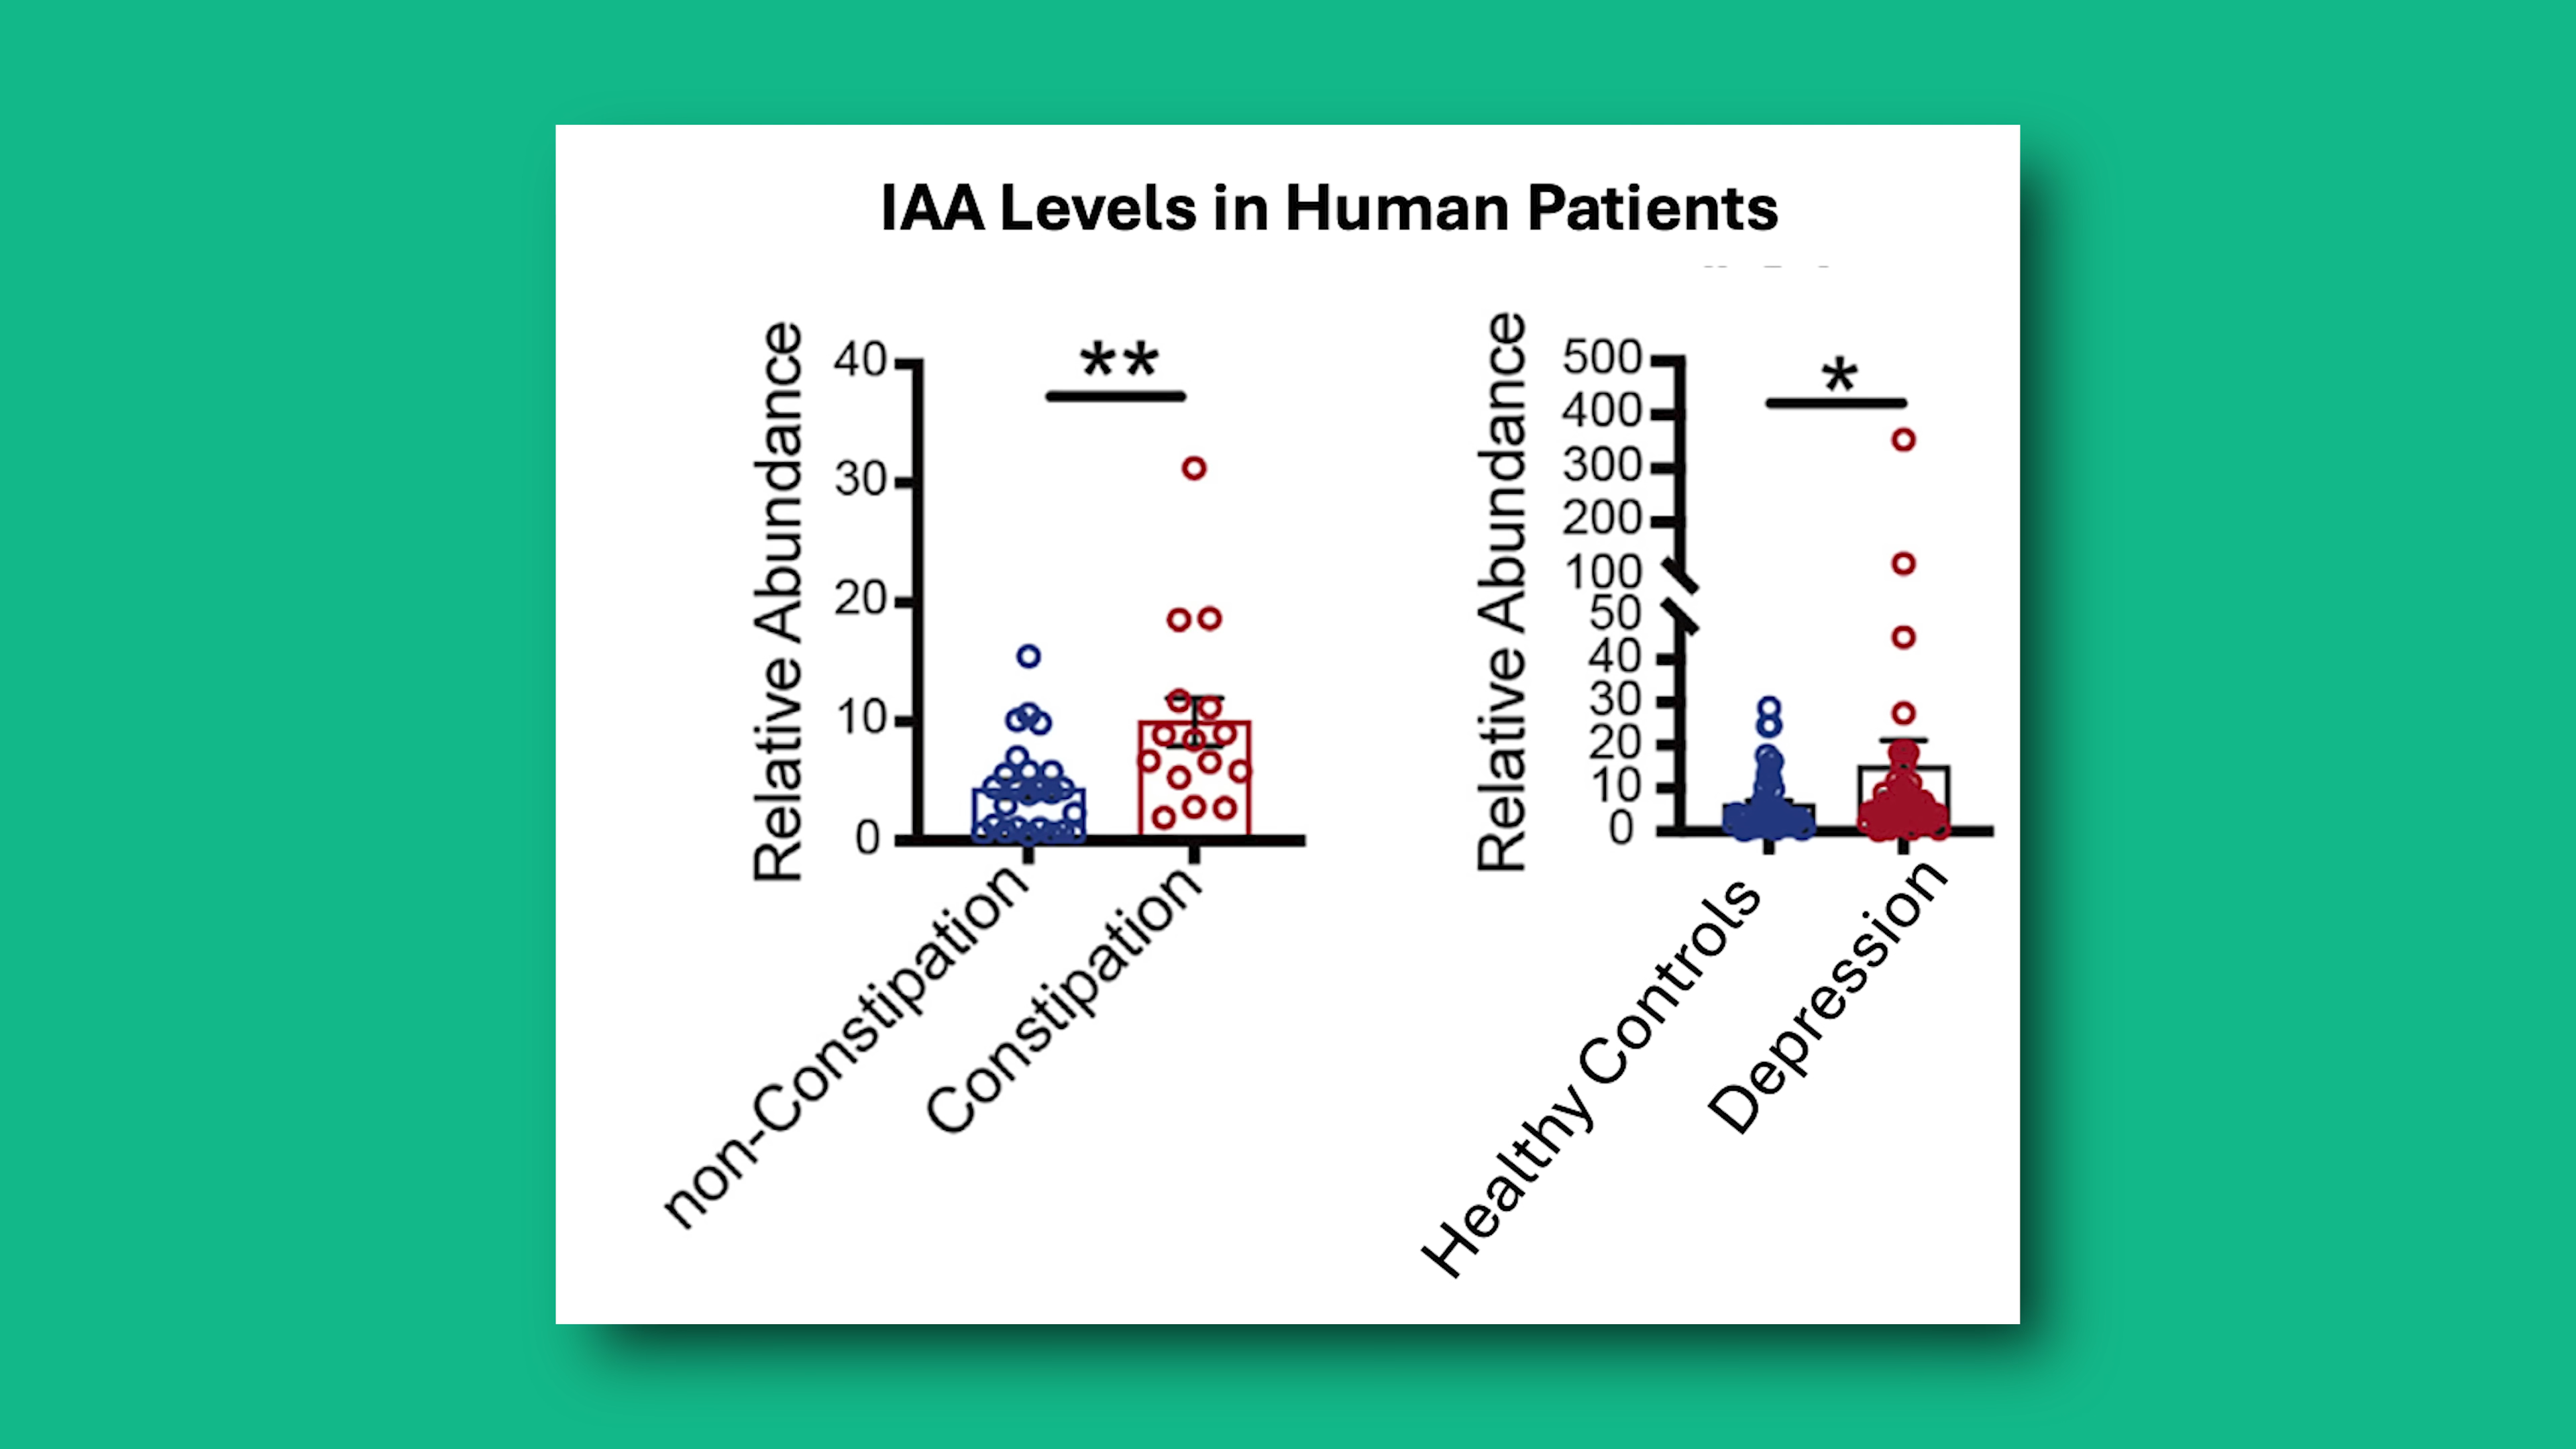 IAA Levels in Human Patients
Relative Abundance
40
30
20
10
0
**
non-Constipation
Constipation
Relative Abundance
500
400
300
200
100
50
40
30
20
10
0
*
Healthy Controls
Depression